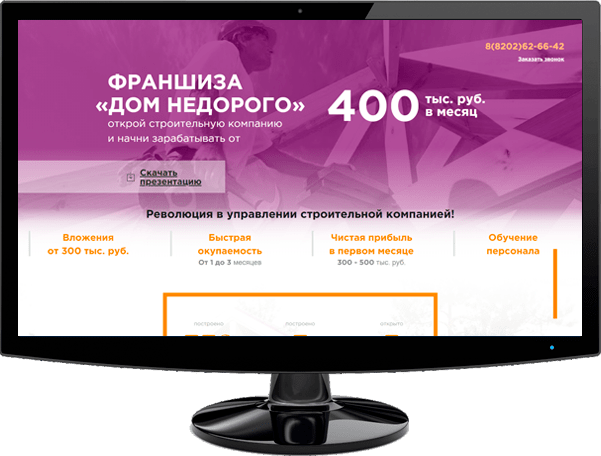 8(8202)62-66-42
Заказать звонок
ФРАНШИЗА
«ДОМ НЕДОРОГО»
открой строительную компанию
и начни зарабатывать от
400 тыс. руб.
в месяц
Скачать
презентацию
Революция в управлении строительной компанией!
Вложения
от 300 тыс. руб.
Быстрая
окупаемость
От 1 до 3 месяцев
Чистая прибыль
в первом месяце
300 - 500 тыс. руб.
Обучение
персонала
построено
построено
открыто